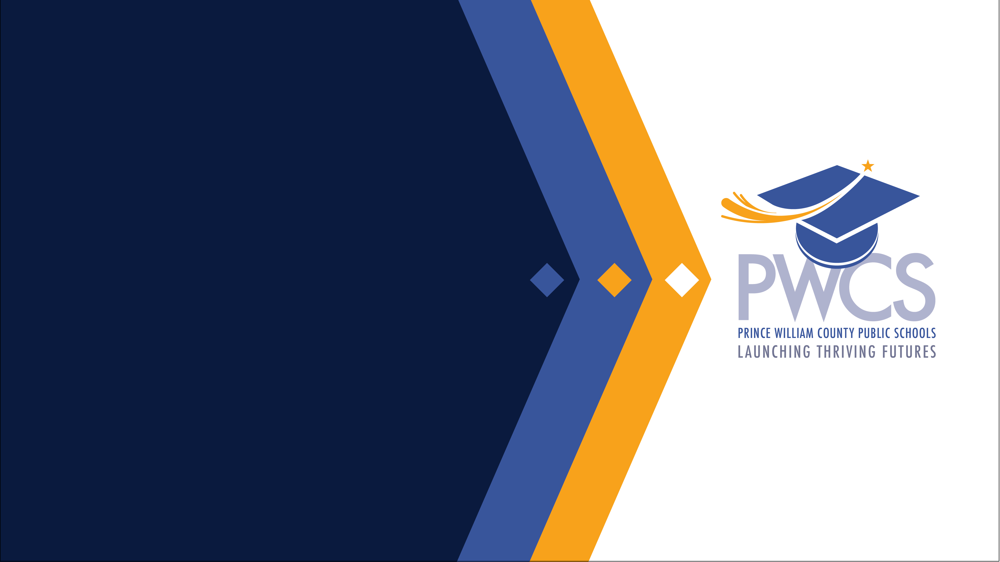 PWCS
PRINCE WILLIAM COUNTY PUBLIC SCHOOLS
LAUNCHING THRIVING FUTURES